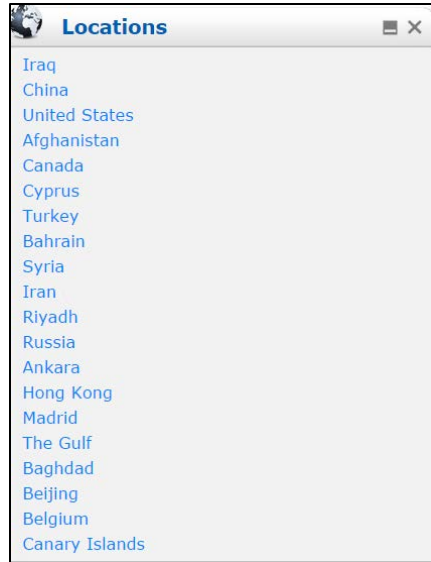 Locations
Iraq
China
United States
Afghanistan
Canada
Cyprus
Turkey
Bahrain
Syria
Iran
Riyadh
Russia
Ankara
Hong Kong
Madrid
The Gulf
Baghdad
Beijing
Belgium
Canary Islands